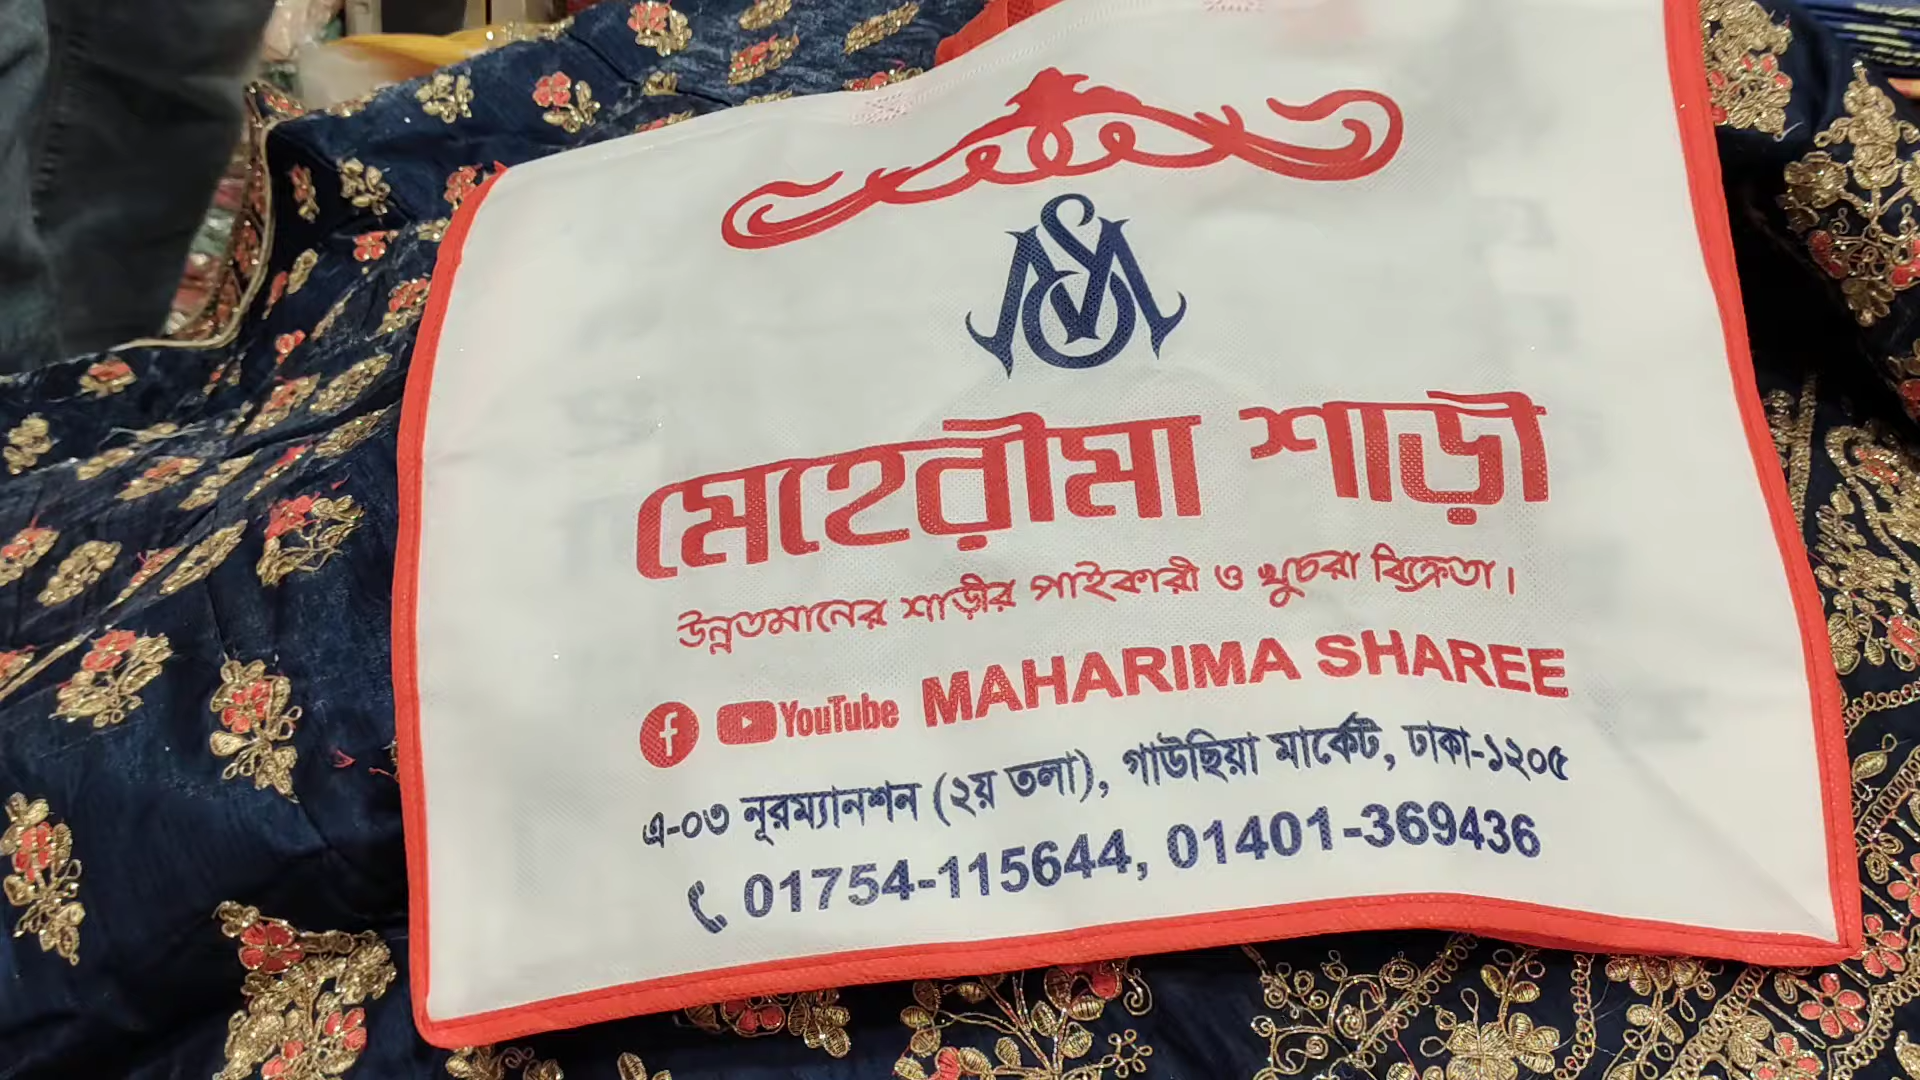 মেহেরীমা শাড়ী
উন্নতমানের শাড়ীর পাইকারী ও খুচরা বিক্রেতা।
f YouTube MAHARIMA SHAREE
এ-০৩ নূরম্যানশন (২য় তলা), গাউছিয়া মার্কেট, ঢাকা-১২০৫
01754-115644, 01401-369436